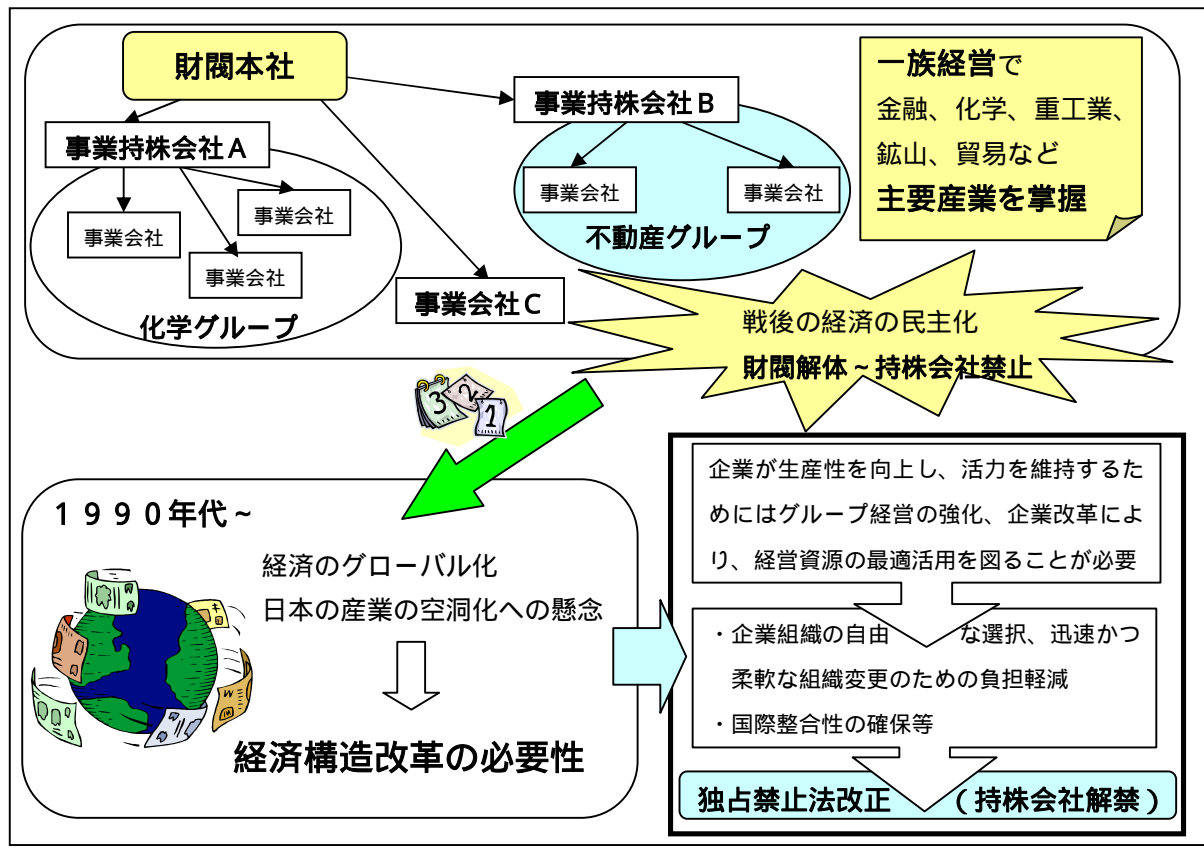 財閥本社
事業持株会社A
事業会社
事業会社
事業会社
化学グループ
事業会社C
事業持株会社B
事業会社
事業会社
不動産グループ
一族経営で
金融、化学、重工業、
鉱山、貿易など
主要産業を掌握
戦後の経済の民主化
財閥解体~持株会社禁止
3 2 1
1990年代~
経済のグローバル化
日本の産業の空洞化への懸念
経済構造改革の必要性
企業が生産性を向上し、活力を維持するた
めにはグループ経営の強化、企業改革によ
り、経営資源の最適活用を図ることが必要
・企業組織の自由 な選択、迅速かつ
柔軟な組織変更のための負担軽減
・国際整合性の確保等
独占禁止法改正 (持株会社解禁)